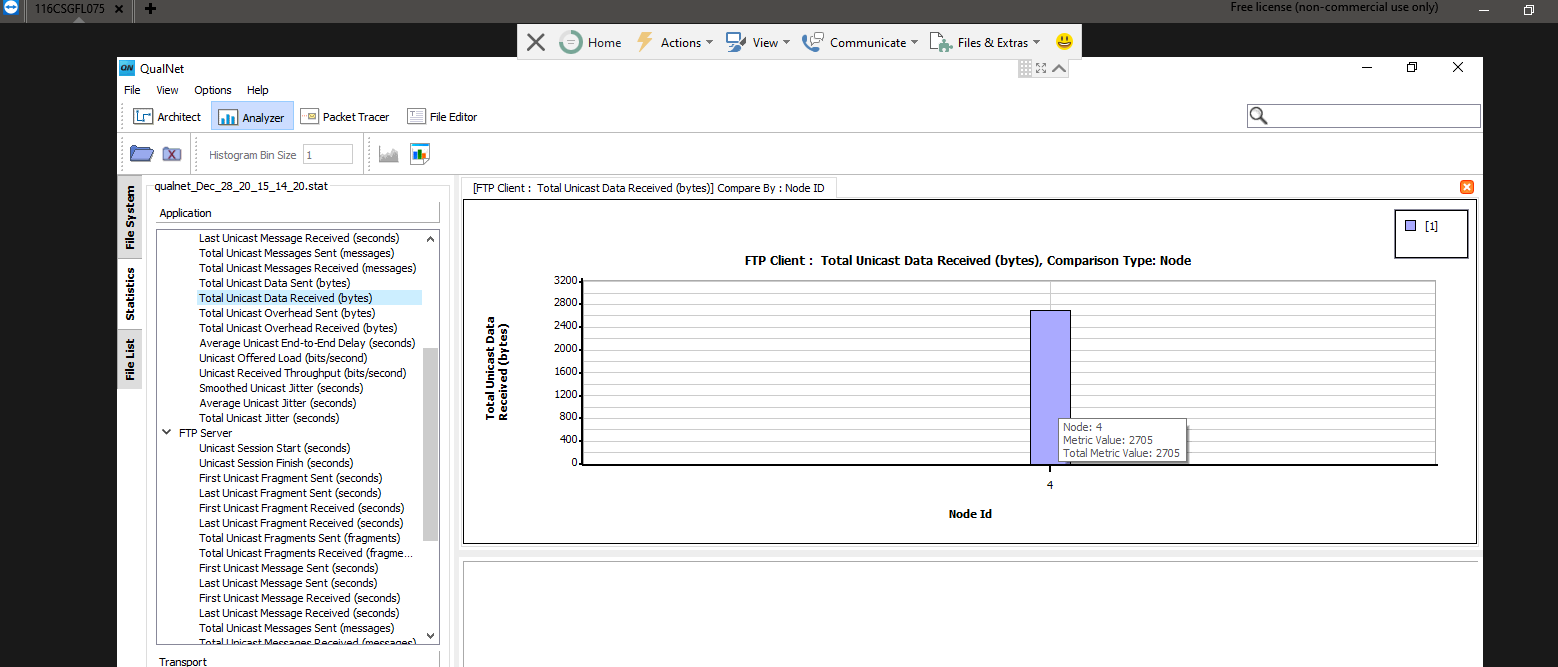 116CSGFL075
Free license (non-commercial use only)
Home Actions View Communicate Files & Extras
QN QualNet
File View Options Help
Architect Analyzer Packet Tracer File Editor
Histogram Bin Size 1
File System
Statistics
File List
qualnet_Dec_28_20_15_14_20.stat
Application
Last Unicast Message Received (seconds)
Total Unicast Messages Sent (messages)
Total Unicast Messages Received (messages)
Total Unicast Data Sent (bytes)
Total Unicast Data Received (bytes)
Total Unicast Overhead Sent (bytes)
Total Unicast Overhead Received (bytes)
Average Unicast End-to-End Delay (seconds)
Unicast Offered Load (bits/second)
Unicast Received Throughput (bits/second)
Smoothed Unicast Jitter (seconds)
Average Unicast Jitter (seconds)
Total Unicast Jitter (seconds)
FTP Server
Unicast Session Start (seconds)
Unicast Session Finish (seconds)
First Unicast Fragment Sent (seconds)
Last Unicast Fragment Sent (seconds)
First Unicast Fragment Received (seconds)
Last Unicast Fragment Received (seconds)
Total Unicast Fragments Sent (fragments)
Total Unicast Fragments Received (fragme...
First Unicast Message Sent (seconds)
Last Unicast Message Sent (seconds)
First Unicast Message Received (seconds)
Last Unicast Message Received (seconds)
Total Unicast Messages Sent (messages)
Total Unicast Messages Received (messages)
Transport
[FTP Client : Total Unicast Data Received (bytes)] Compare By : Node ID
[1]
FTP Client : Total Unicast Data Received (bytes), Comparison Type: Node
Total Unicast Data
Received (bytes)
3200
2800
2400
2000
1600
1200
800
400
0
Node: 4
Metric Value: 2705
Total Metric Value: 2705
4
Node Id